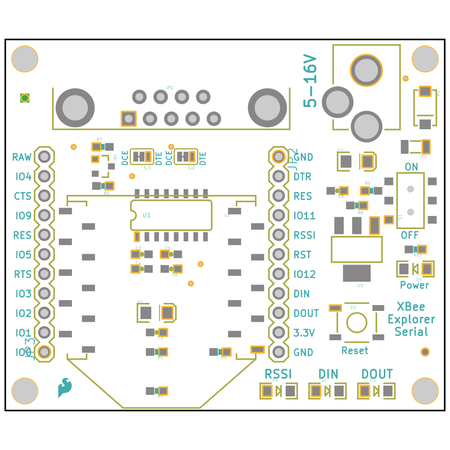 5-16V
DCE
DTE
DCE
DTE
RAW
IO4
CTS
IO9
RES
IO5
RTS
IO3
IO2
IO1
U1
GND
DTR
RES
IO11
RSSI
RST
IO12
DIN
DOUT
3.3V
GND
ON
OFF
Power
XBee
Explorer
Serial
Reset
RSSI DIN DOUT